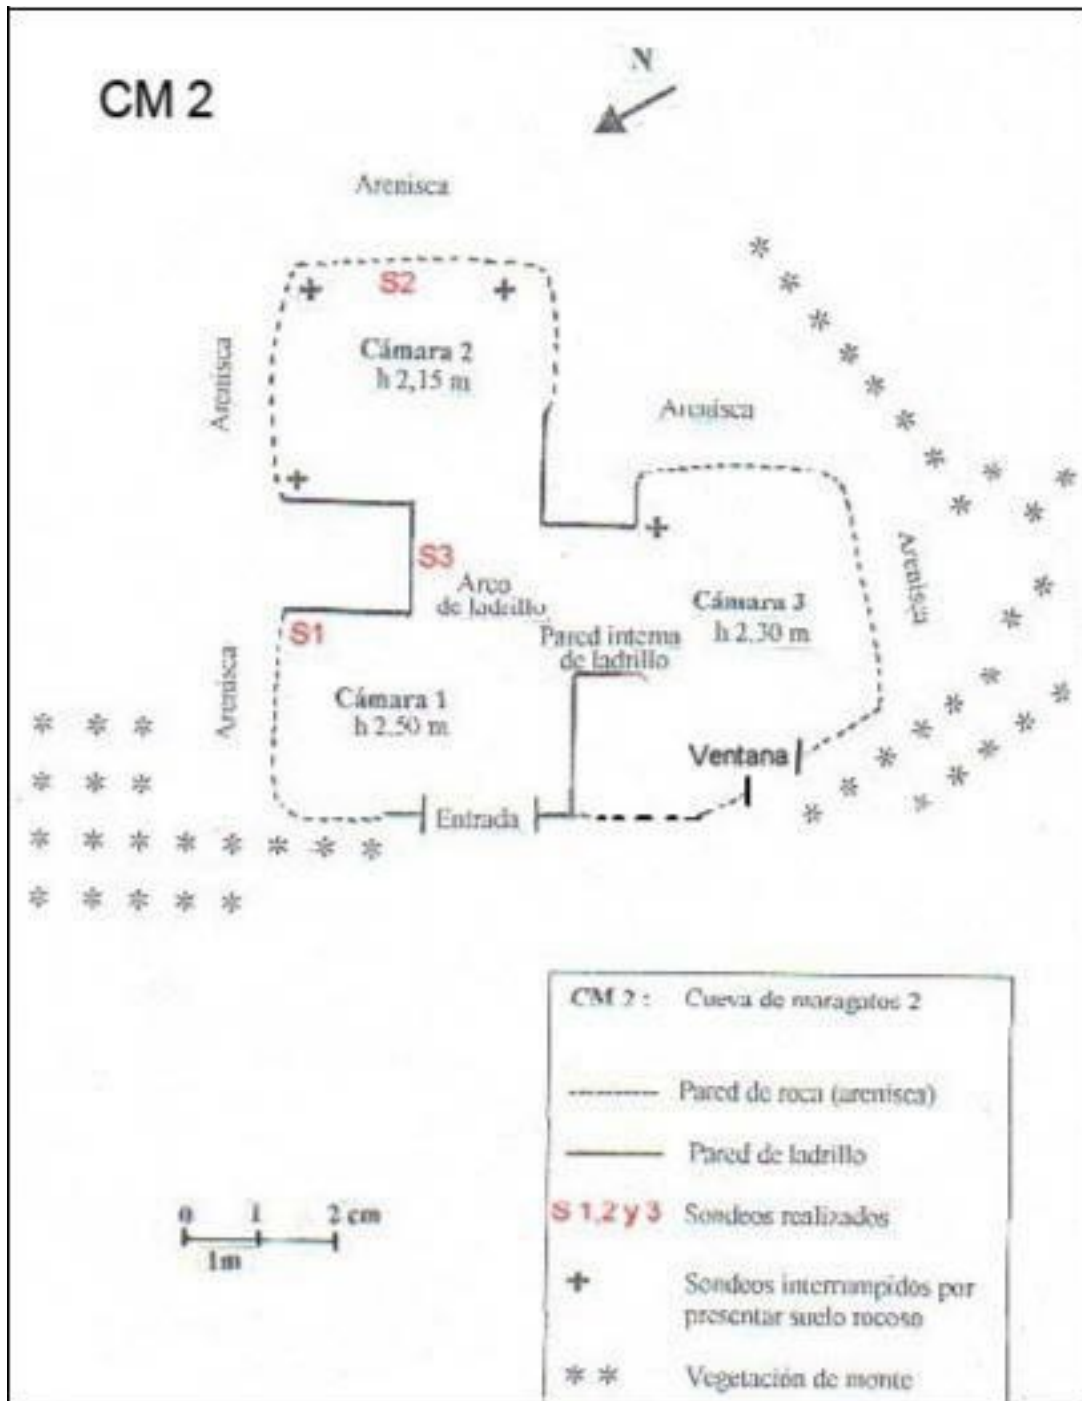 CM 2
N
Arenisca
Arenisca
S2
Cámara 2
h 2,15 m
Arenisca
S3
Arco
de ladrillo
S1
Cámara 3
h 2,30 m
Arenisca
Pared interna
de ladrillo
Arenisca
Cámara 1
h 2,50 m
Ventana
Entrada
CM 2 : Cueva de maragatos 2
Pared de roca (arenisca)
Pared de ladrillo
S 1,2 y 3 Sondeos realizados
Sondeos interrumpidos por
presentar suelo rocoso
Vegetación de monte
0 1 2 cm
1m